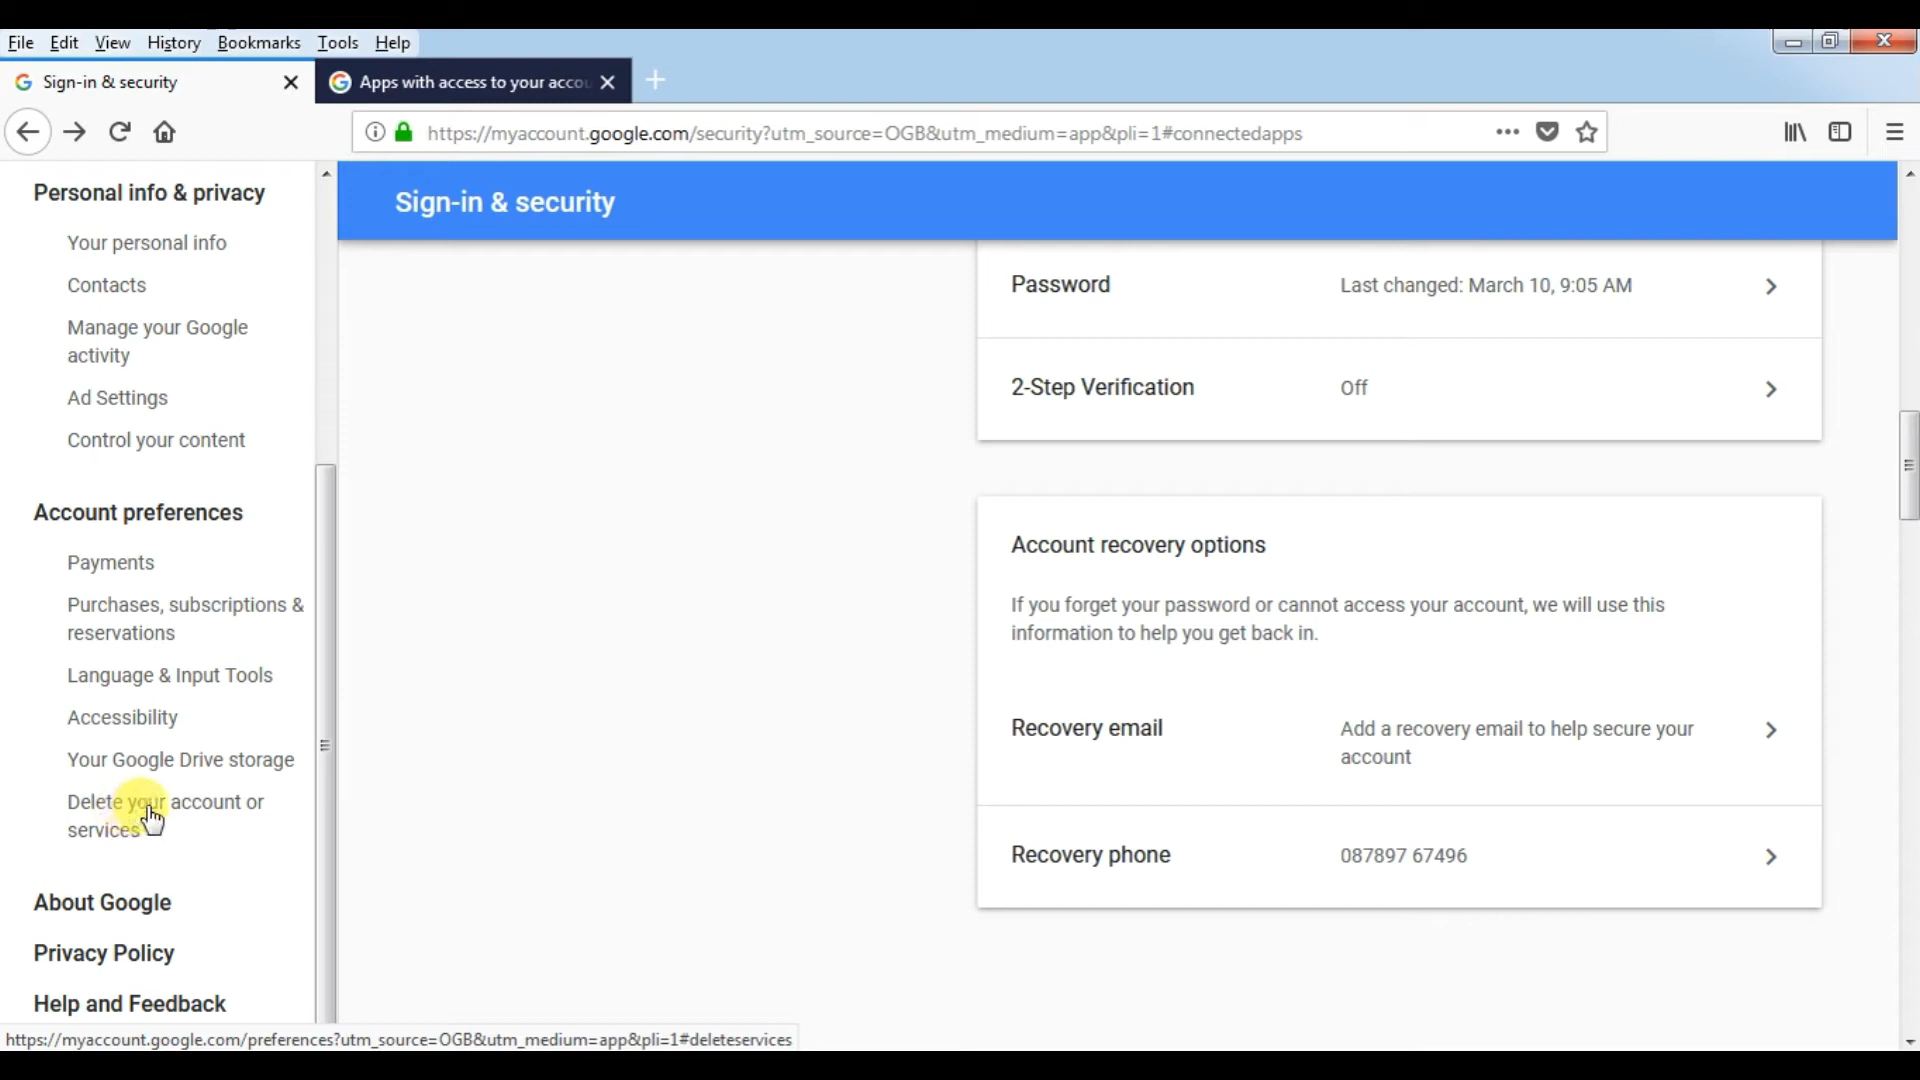 File Edit View History Bookmarks Tools Help
Sign-in & security
Apps with access to your accou
https://myaccount.google.com/security?utm_source=OGB&utm_medium=app&pli=1#connectedapps
Personal info & privacy
Your personal info
Contacts
Manage your Google
activity
Ad Settings
Control your content
Account preferences
Payments
Purchases, subscriptions &
reservations
Language & Input Tools
Accessibility
Your Google Drive storage
Delete your account or
services
About Google
Privacy Policy
Help and Feedback
https://myaccount.google.com/preferences?utm_source=OGB&utm_medium=app&pli=1#deleteservices
Sign-in & security
Password
Last changed: March 10, 9:05 AM
2-Step Verification
Off
Account recovery options
If you forget your password or cannot access your account, we will use this
information to help you get back in.
Recovery email
Add a recovery email to help secure your
account
Recovery phone
087897 67496